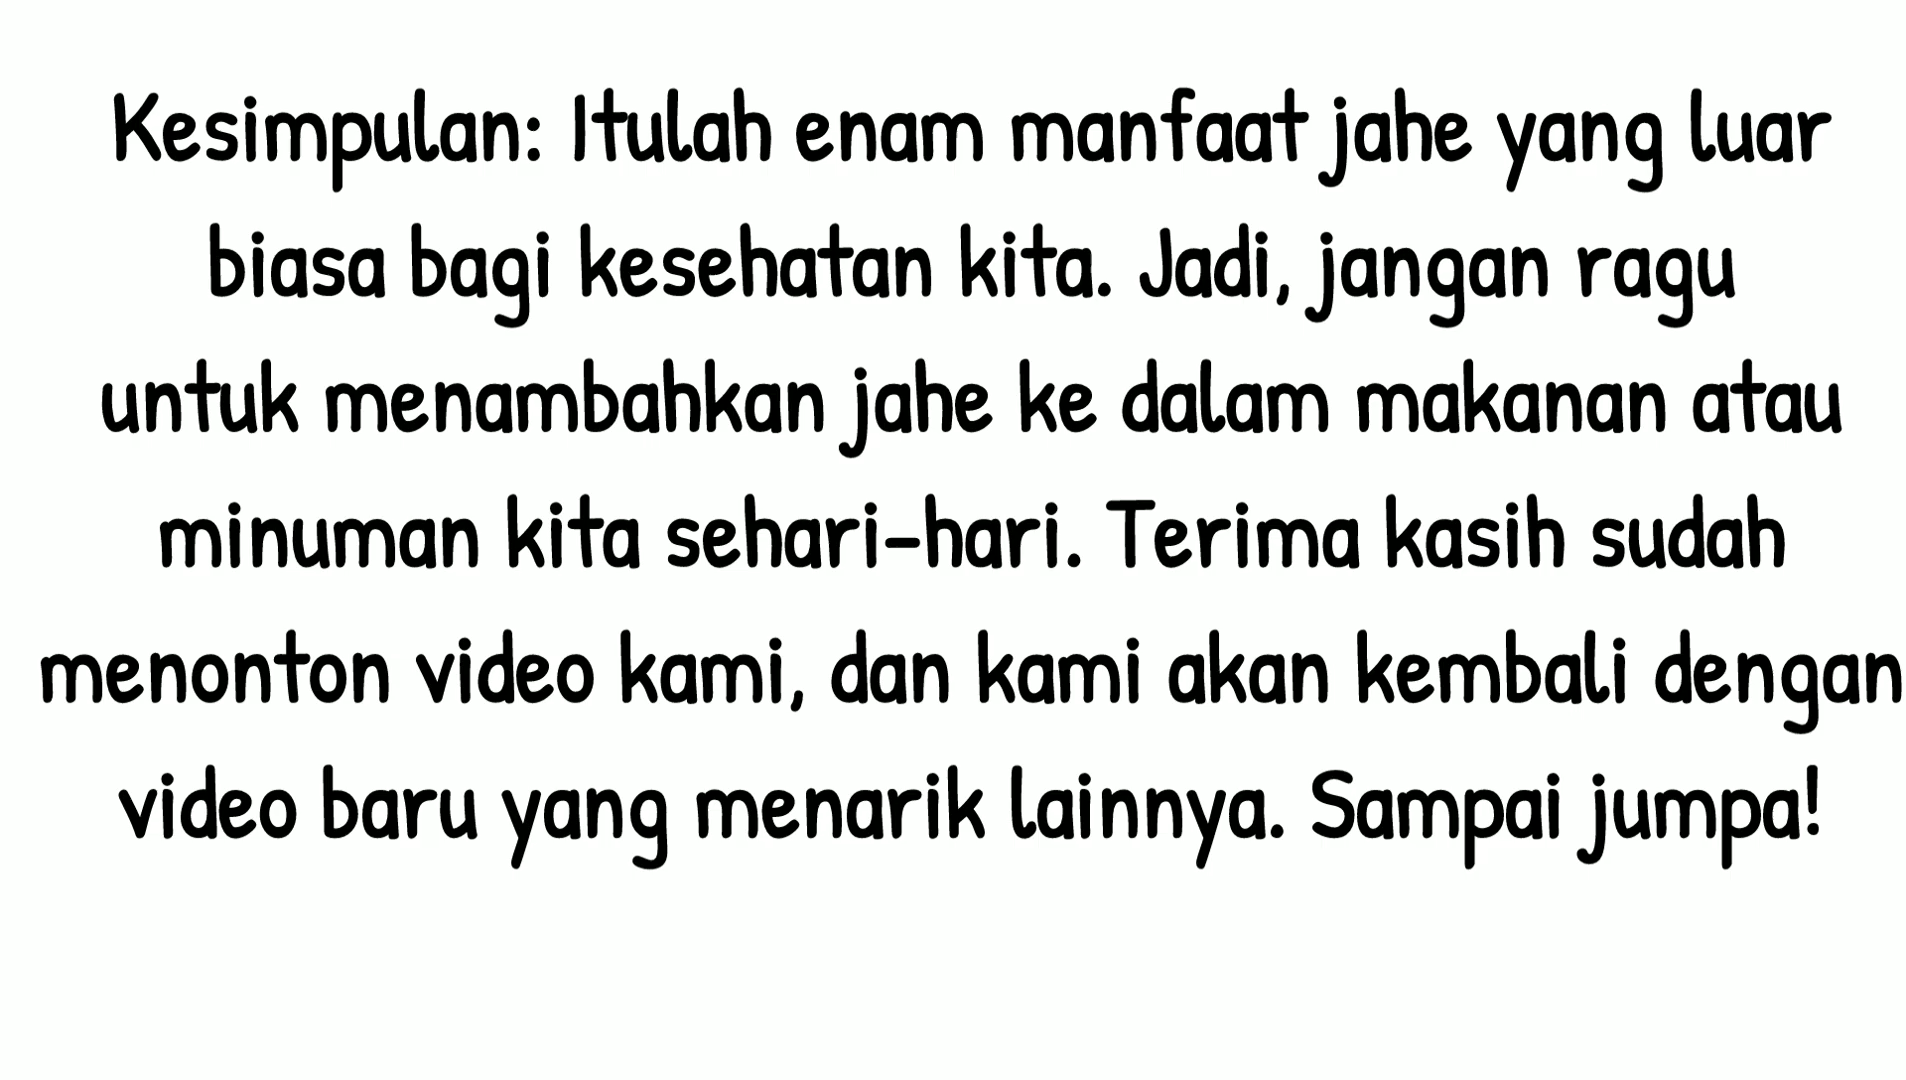 Kesimpulan: Itulah enam manfaat jahe yang luar
biasa bagi kesehatan kita. Jadi, jangan ragu
untuk menambahkan jahe ke dalam makanan atau
minuman kita sehari-hari. Terima kasih sudah
menonton video kami, dan kami akan kembali dengan
video baru yang menarik lainnya. Sampai jumpa!